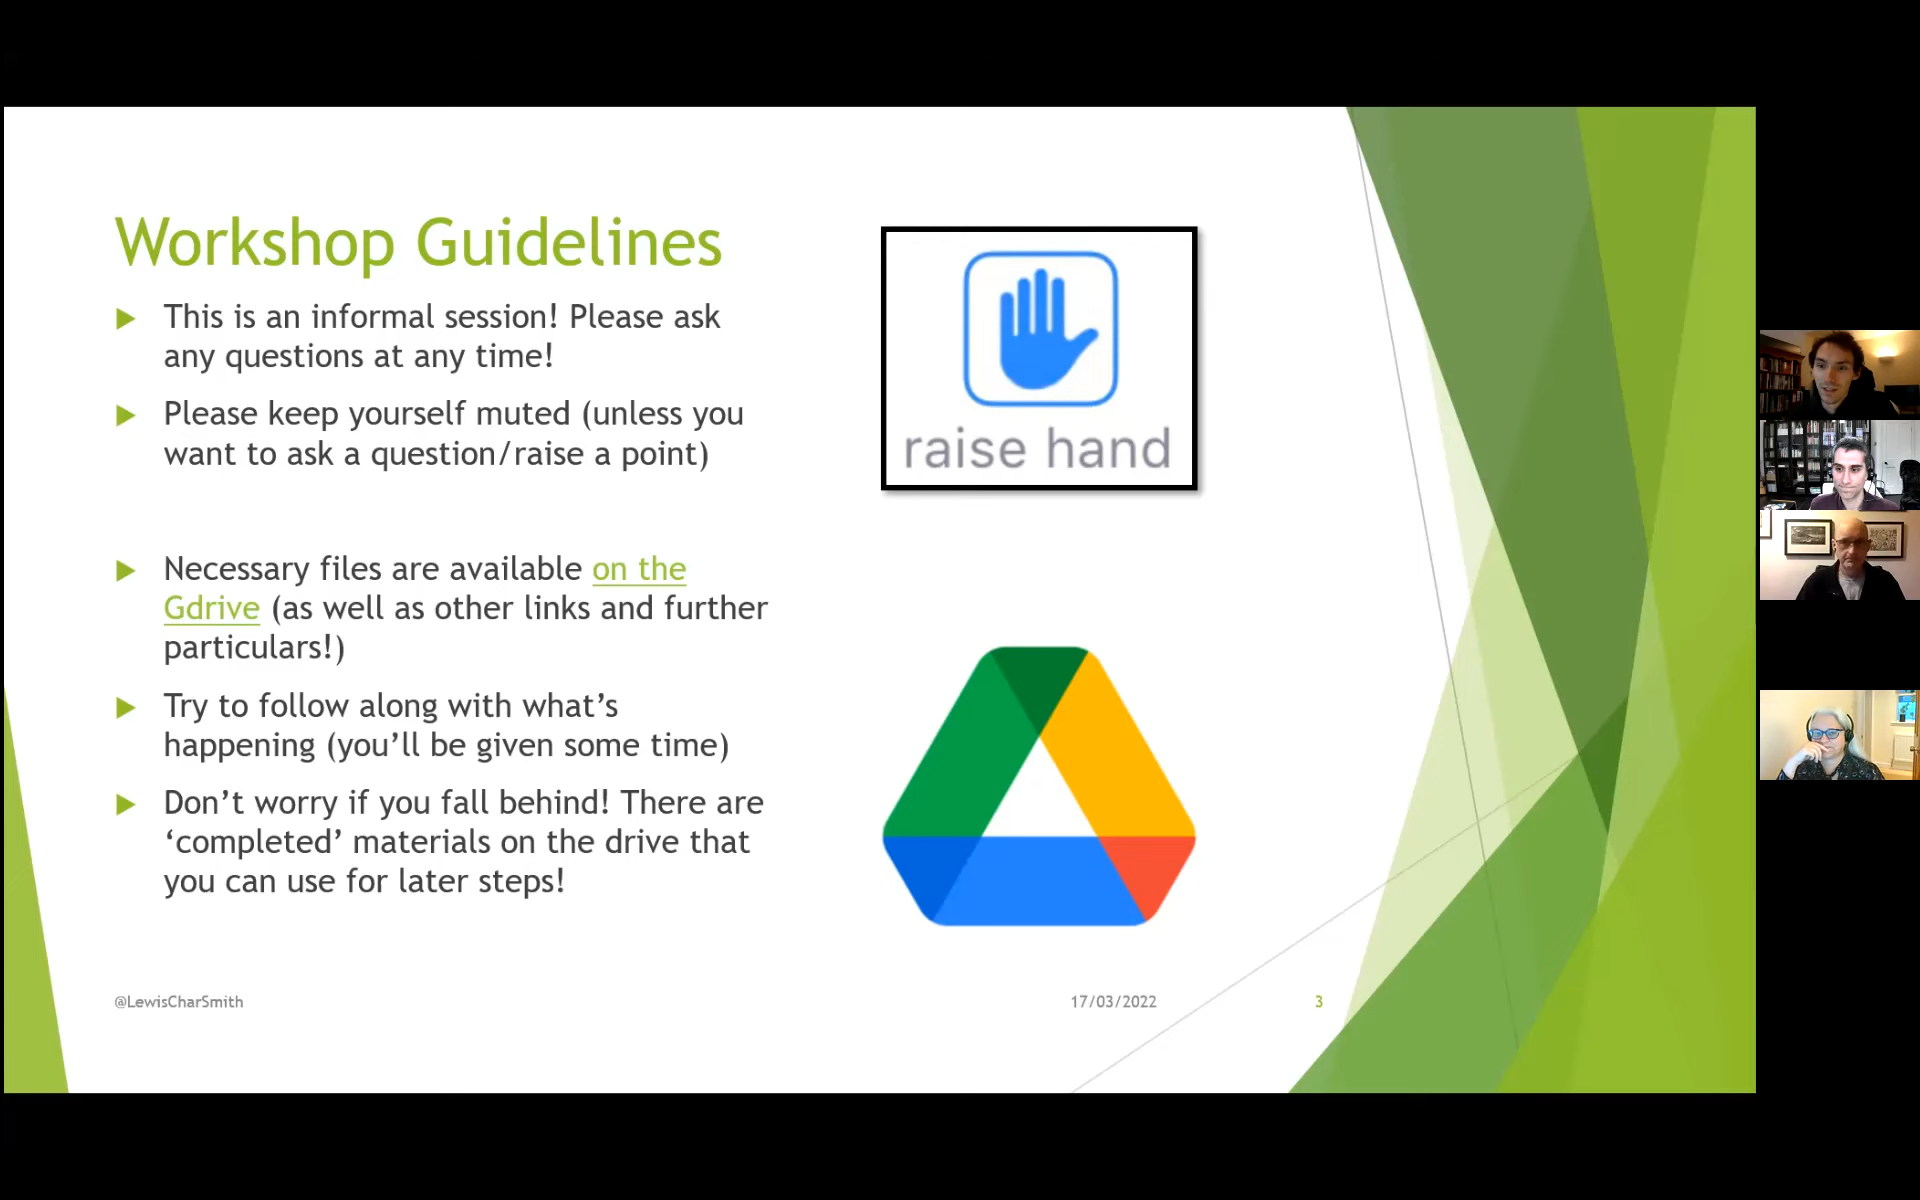 Workshop Guidelines
This is an informal session! Please ask
any questions at any time!
Please keep yourself muted (unless you
want to ask a question/raise a point)
Necessary files are available on the
Gdrive (as well as other links and further
particulars!)
Try to follow along with what’s
happening (you’ll be given some time)
Don’t worry if you fall behind! There are
‘completed’ materials on the drive that
you can use for later steps!
raise hand
@LewisCharSmith
17/03/2022
3